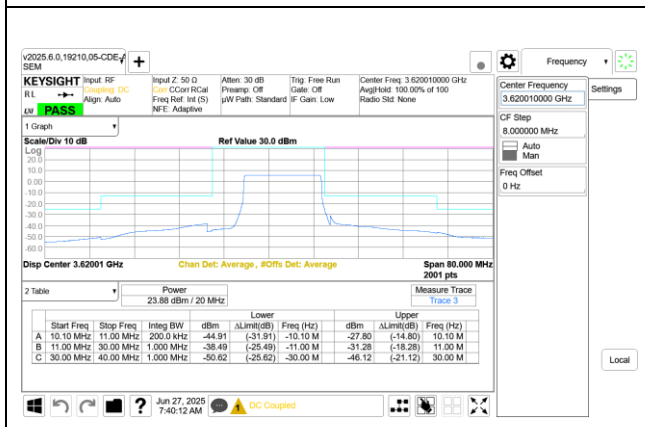 v2025.6.0,19210,05-CDE-A
SEM
Frequency
KEYSIGHT
RL
LXI
PASS
Input: RF
Coupling: DC
Align: Auto
Input Z: 50 Ω
Corr CCorr RCal
Freq Ref: Int (S)
NFE: Adaptive
Atten: 30 dB
Preamp: Off
µW Path: Standard
Trig: Free Run
Gate: Off
IF Gain: Low
Center Freq: 3.620010000 GHz
Avg|Hold: 100.00% of 100
Radio Std: None
Center Frequency
3.620010000 GHz
Settings
CF Step
8.000000 MHz
Auto
Man
Freq Offset
0 Hz
1 Graph
Scale/Div 10 dB
Ref Value 30.0 dBm
Log
20.0
10.0
0.00
-10.0
-20.0
-30.0
-40.0
-50.0
-60.0
Disp Center 3.62001 GHz
Chan Det: Average, #Offs Det: Average
Span 80.000 MHz
2001 pts
2 Table
Power
23.88 dBm / 20 MHz
Measure Trace
Trace 3
Lower Upper
Start Freq Stop Freq Integ BW dBm ΔLimit(dB) Freq (Hz) dBm ΔLimit(dB) Freq (Hz)
A 10.10 MHz 11.00 MHz 200.0 kHz -44.91 (-31.91) -10.10 M -27.80 (-14.80) 10.10 M
B 11.00 MHz 30.00 MHz 1.000 MHz -38.49 (-25.49) -11.00 M -31.28 (-18.28) 11.00 M
C 30.00 MHz 40.00 MHz 1.000 MHz -50.62 (-25.62) -30.00 M -46.12 (-21.12) 30.00 M
Local
?
Jun 27, 2025
7:40:12 AM
DC Coupled